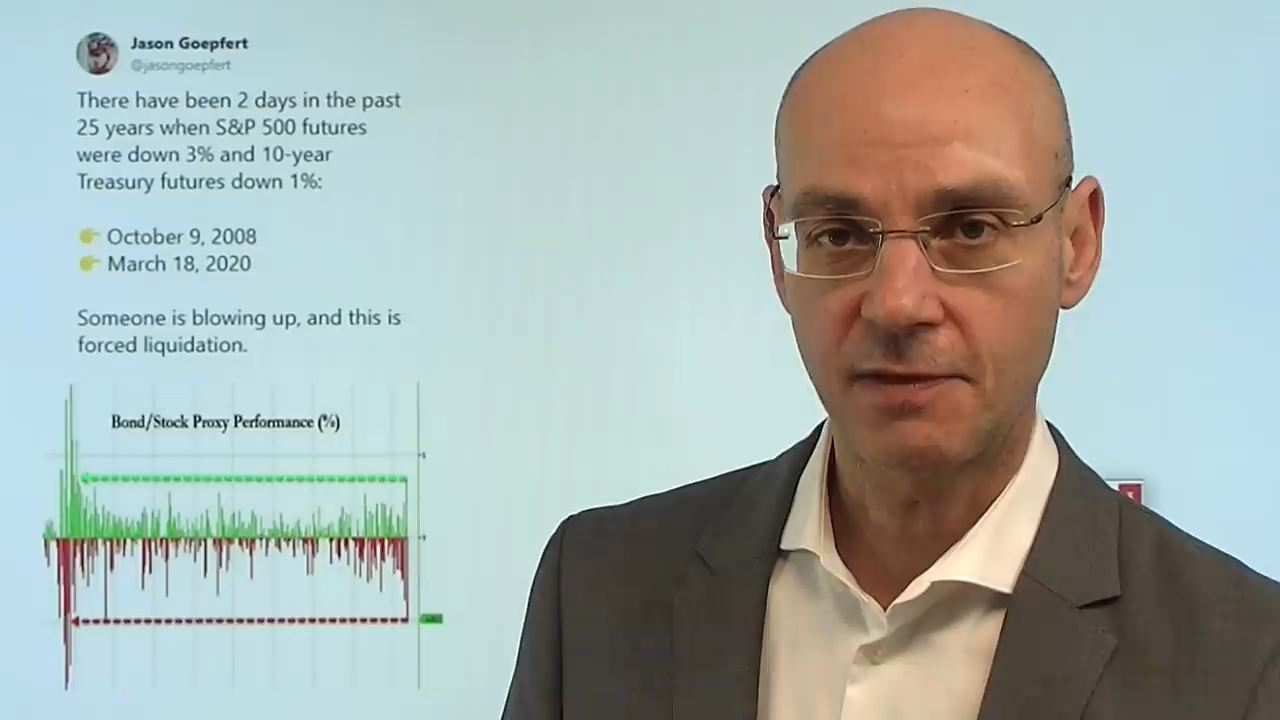 Jason Goepfert
@jasongoepfert
There have been 2 days in the past
25 years when S&P 500 futures
were down 3% and 10-year
Treasury futures down 1%:
👉 October 9, 2008
👉 March 18, 2020
Someone is blowing up, and this is
forced liquidation.
Bond/Stock Proxy Performance (%)